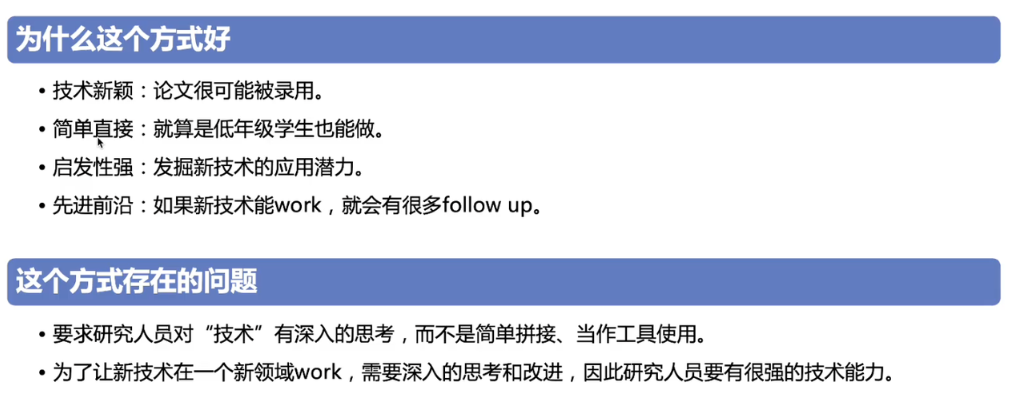 为什么这个方式好
• 技术新颖：论文很可能被录用。
• 简单直接：就算是低年级学生也能做。
• 启发性强：发掘新技术的应用潜力。
• 先进前沿：如果新技术能work，就会有很多follow up。
这个方式存在的问题
• 要求研究人员对“技术”有深入的思考，而不是简单拼接、当作工具使用。
• 为了让新技术在一个新领域work，需要深入的思考和改进，因此研究人员要有很强的技术能力。